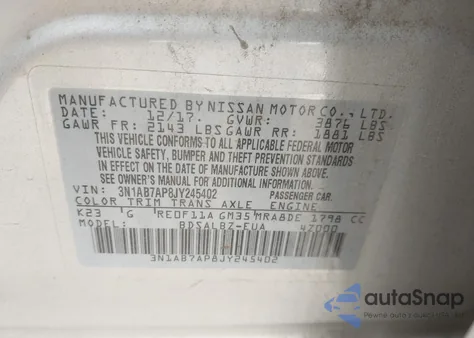 MANUFACTURED BY NISSAN MOTOR CO., LTD.
DATE: 12/17. GVWR: 3876 LBS
GAWR FR: 2143 LBS GAWR RR: 1881 LBS
THIS VEHICLE CONFORMS TO ALL APPLICABLE FEDERAL MOTOR
VEHICLE SAFETY, BUMPER AND THEFT PREVENTION STANDARDS
IN EFFECT ON THE DATE OF MANUFACTURE SHOWN ABOVE.
SEE OWNER'S MANUAL FOR ADDITIONAL INFORMATION.
VIN: 3N1AB7AP8JY245402 PASSENGER CAR.
COLOR TRIM TRANS AXLE ENGINE
K23 G RE0F11A GM35 MRA8DE 1798 CC
MODEL: BDSALBZ-EUA 47000
3N1AB7AP8JY245402
autoSnap